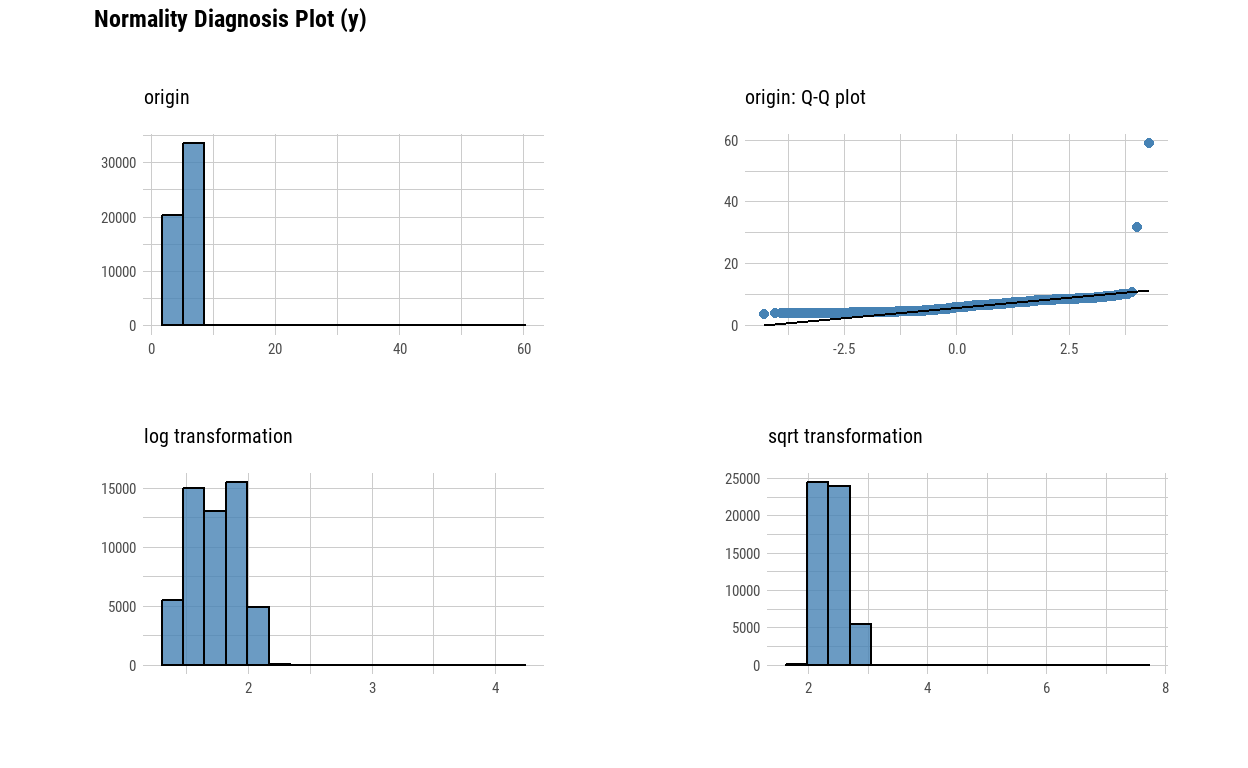 Normality Diagnosis Plot (y)
origin
30000
20000
10000
0
0 20 40 60
origin: Q-Q plot
60
40
20
0
-2.5 0.0 2.5
log transformation
15000
10000
5000
0
2 3 4
sqrt transformation
25000
20000
15000
10000
5000
0
2 4 6 8